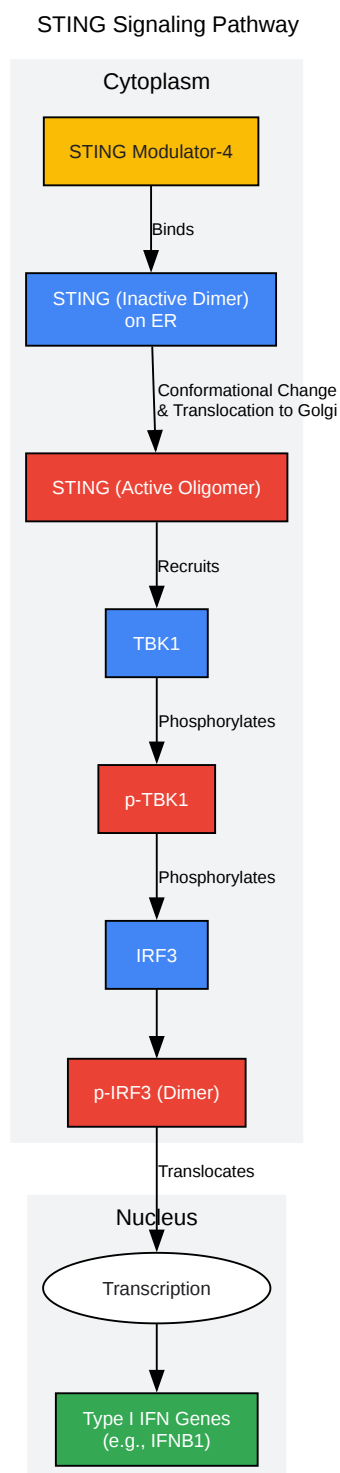 STING Signaling Pathway
Cytoplasm
STING Modulator-4
Binds
STING (Inactive Dimer)
on ER
Conformational Change
& Translocation to Golgi
STING (Active Oligomer)
Recruits
TBK1
Phosphorylates
p-TBK1
Phosphorylates
IRF3
p-IRF3 (Dimer)
Translocates
Nucleus
Transcription
Type I IFN Genes
(e.g., IFNB1)